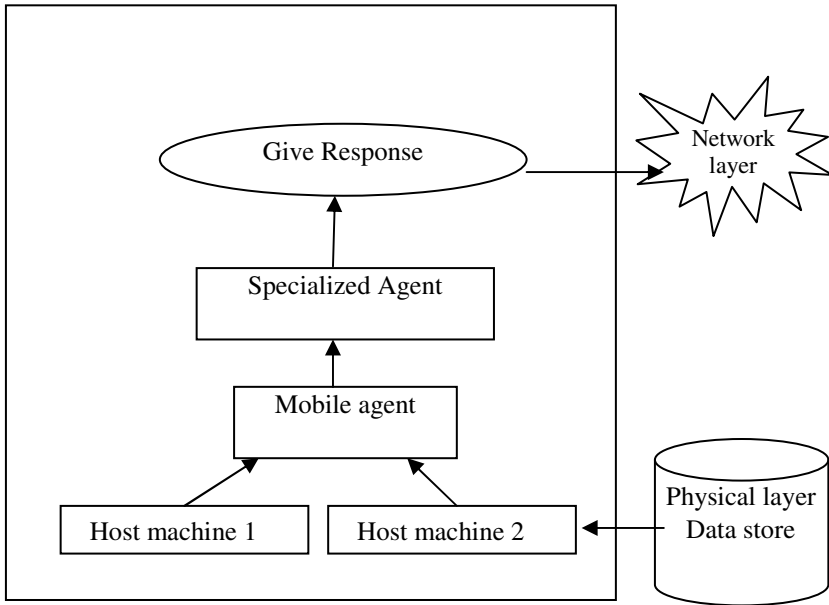 Give Response
Network
layer
Specialized Agent
Mobile agent
Host machine 1
Host machine 2
Physical layer
Data store